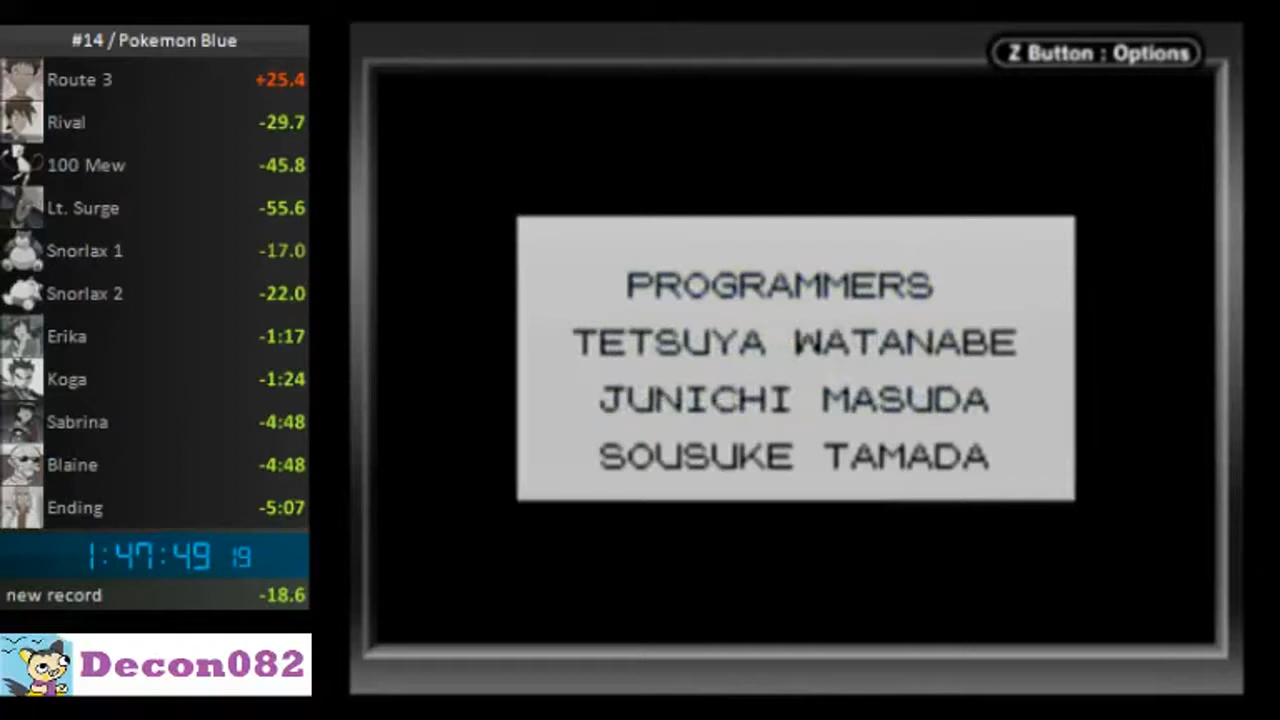 #14 / Pokemon Blue
Route 3 +25.4
Rival -29.7
100 Mew -45.8
Lt. Surge -55.6
Snorlax 1 -17.0
Snorlax 2 -22.0
Erika -1:17
Koga -1:24
Sabrina -4:48
Blaine -4:48
Ending -5:07
1:47:49 19
new record -18.6
Decon082
Z Button : Options
PROGRAMMERS
TETSUYA WATANABE
JUNICHI MASUDA
SOUSUKE TAMADA